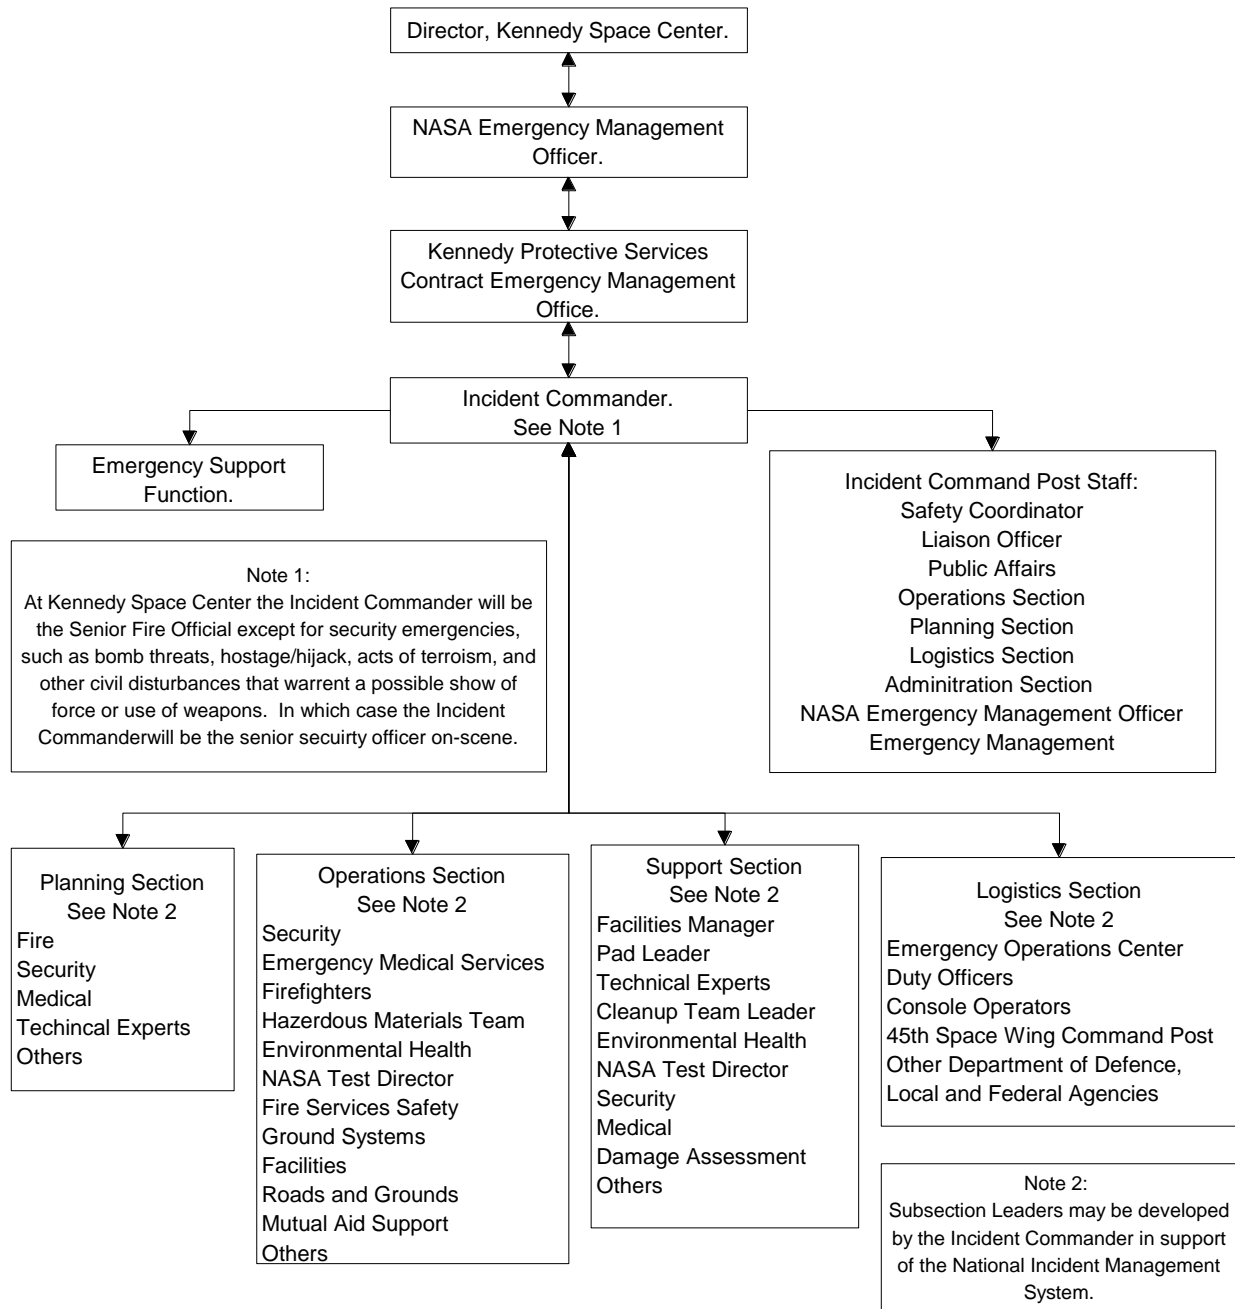 Director, Kennedy Space Center.
NASA Emergency Management
Officer.
Kennedy Protective Services
Contract Emergency Management
Office.
Incident Commander.
See Note 1
Emergency Support
Function.
Incident Command Post Staff:
Safety Coordinator
Liaison Officer
Public Affairs
Operations Section
Planning Section
Logistics Section
Adminitration Section
NASA Emergency Management Officer
Emergency Management
Note 1:
At Kennedy Space Center the Incident Commander will be
the Senior Fire Official except for security emergencies,
such as bomb threats, hostage/hijack, acts of terroism, and
other civil disturbances that warrent a possible show of
force or use of weapons.  In which case the Incident
Commanderwill be the senior secuirty officer on-scene.
Planning Section
See Note 2
Fire
Security
Medical
Techincal Experts
Others
Operations Section
See Note 2
Security
Emergency Medical Services
Firefighters
Hazerdous Materials Team
Environmental Health
NASA Test Director
Fire Services Safety
Ground Systems
Facilities
Roads and Grounds
Mutual Aid Support
Others
Support Section
See Note 2
Facilities Manager
Pad Leader
Technical Experts
Cleanup Team Leader
Environmental Health
NASA Test Director
Security
Medical
Damage Assessment
Others
Logistics Section
See Note 2
Emergency Operations Center
Duty Officers
Console Operators
45th Space Wing Command Post
Other Department of Defence,
Local and Federal Agencies
Note 2:
Subsection Leaders may be developed
by the Incident Commander in support
of the National Incident Management
System.